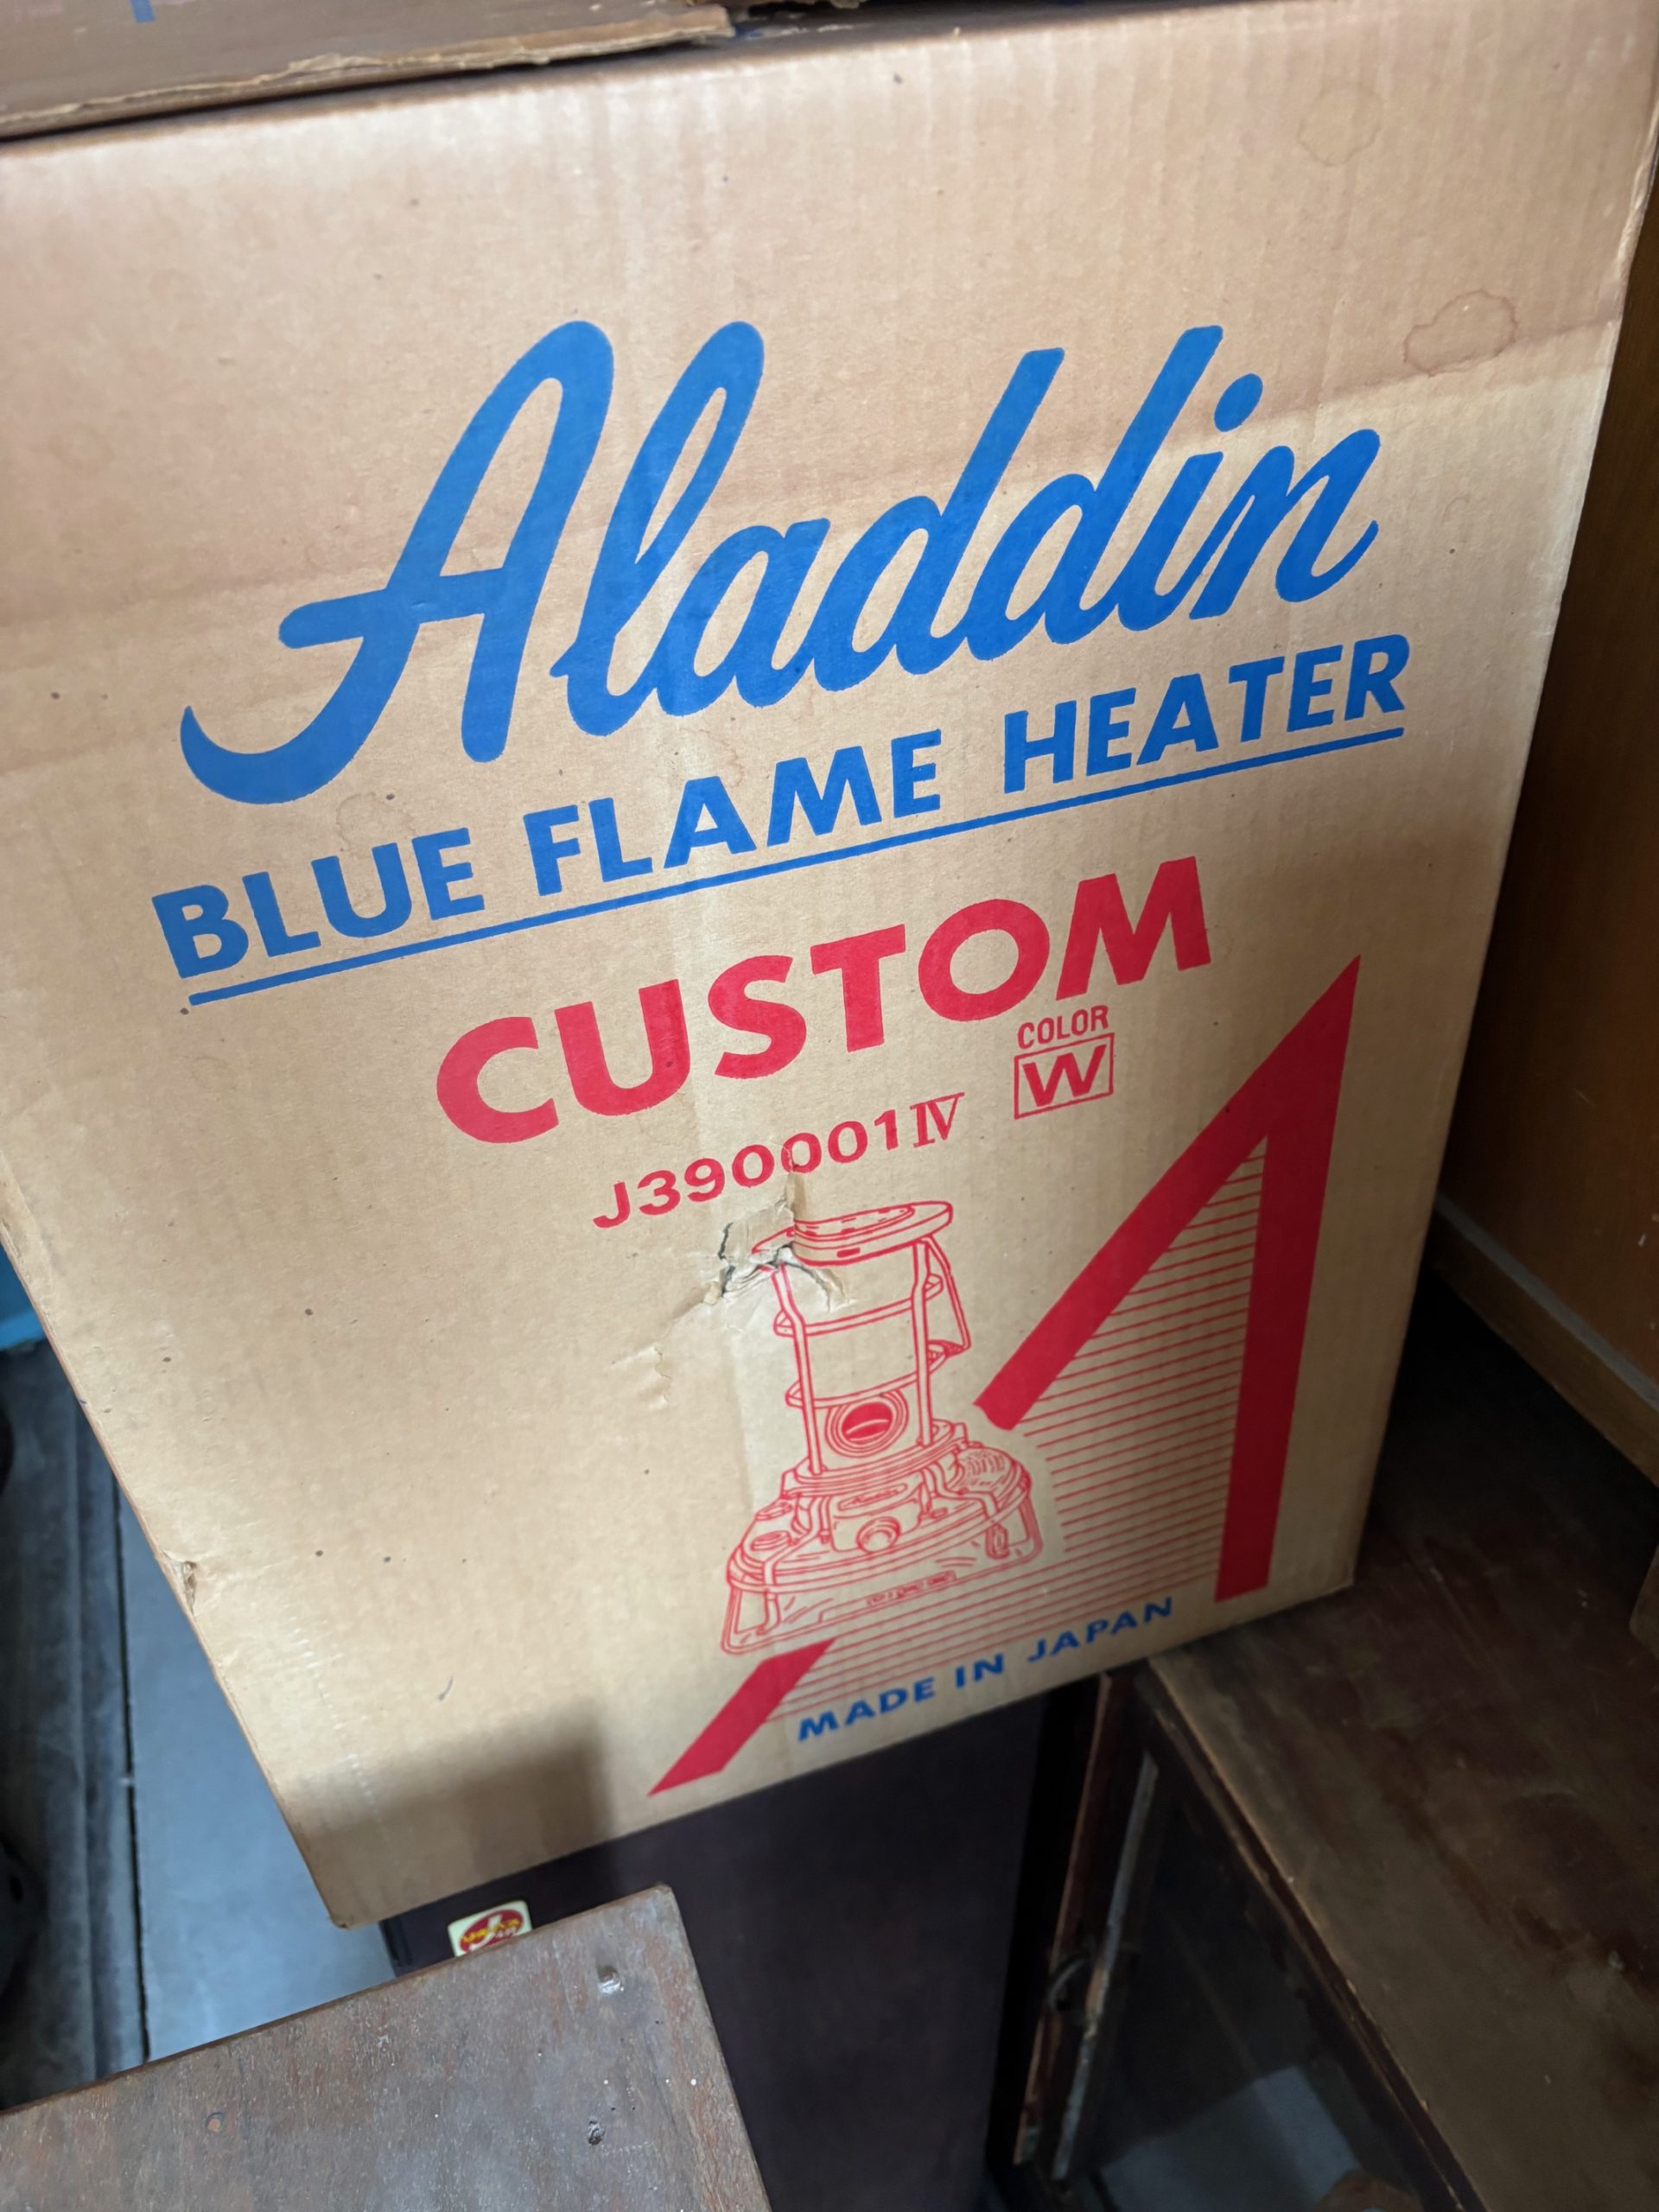 Aladdin
BLUE FLAME HEATER
CUSTOM
COLOR
W
J390001IV
MADE IN JAPAN